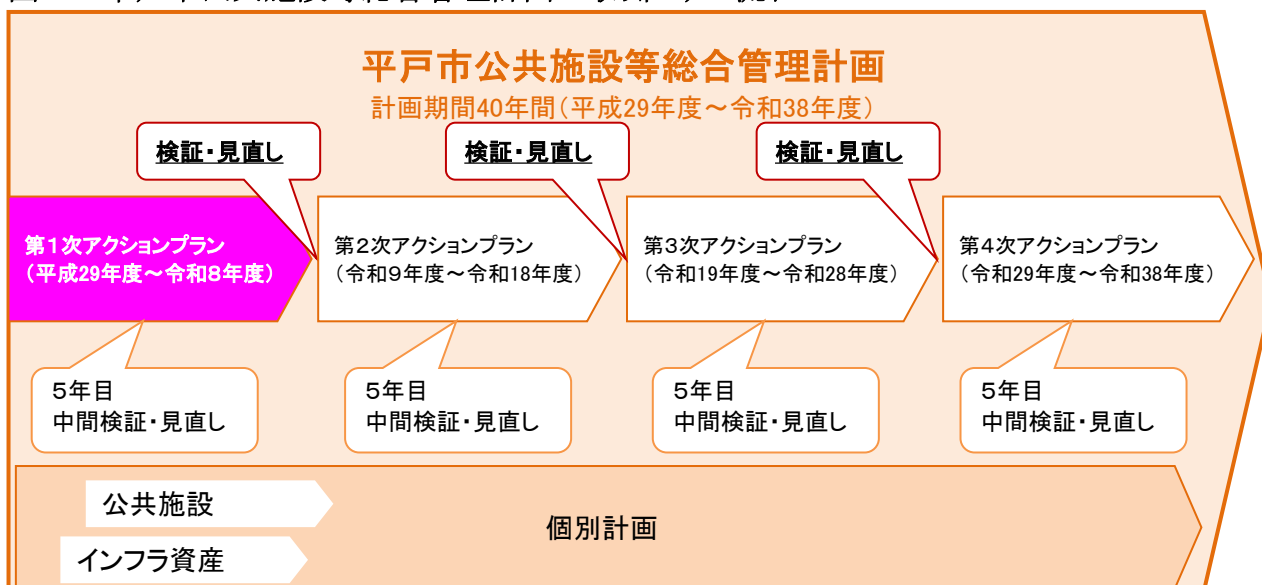 平戸市公共施設等総合管理計画
計画期間40年間(平成29年度～令和38年度)
検証・見直し
検証・見直し
検証・見直し
第1次アクションプラン
(平成29年度～令和8年度)
第2次アクションプラン
(令和9年度～令和18年度)
第3次アクションプラン
(令和19年度～令和28年度)
第4次アクションプラン
(令和29年度～令和38年度)
5年目
中間検証・見直し
5年目
中間検証・見直し
5年目
中間検証・見直し
5年目
中間検証・見直し
公共施設
個別計画
インフラ資産